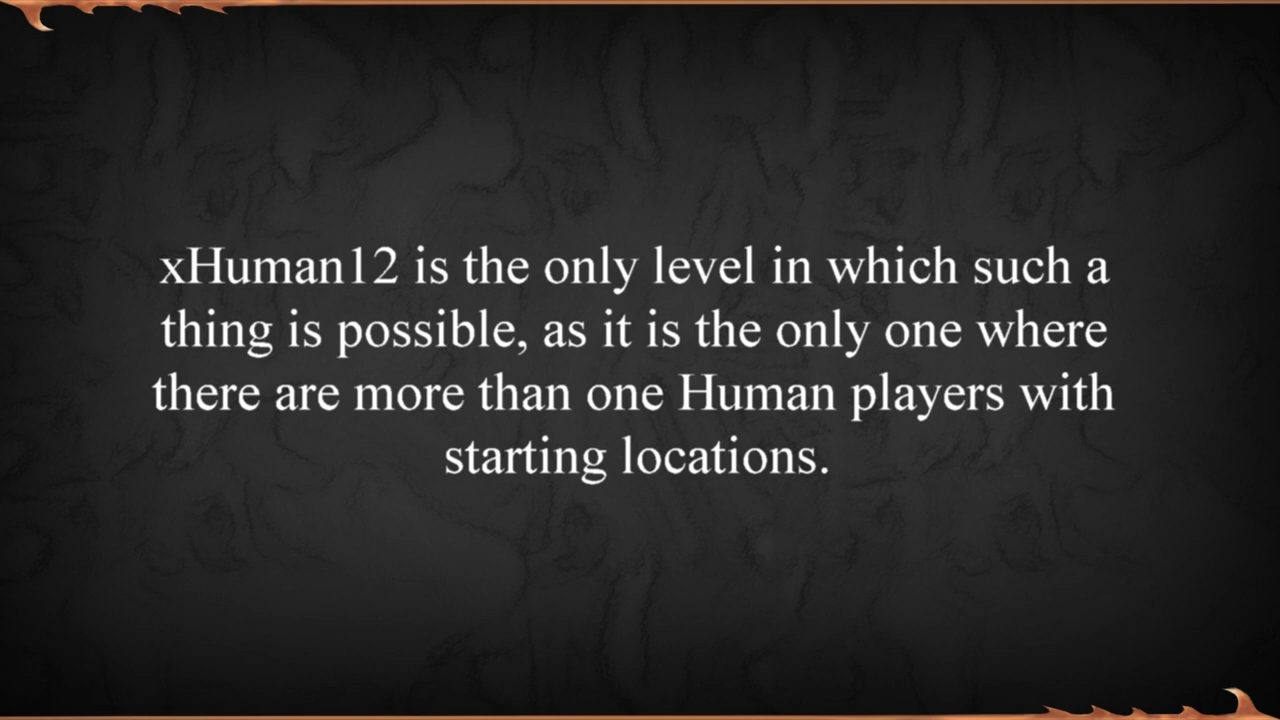 xHuman12 is the only level in which such a
thing is possible, as it is the only one where
there are more than one Human players with
starting locations.